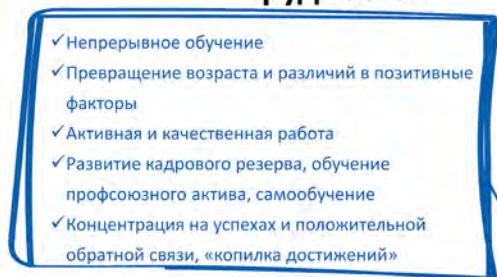 ✓Непрерывное обучение
✓Превращение возраста и различий в позитивные
факторы
✓Активная и качественная работа
✓Развитие кадрового резерва, обучение
профсоюзного актива, самообучение
✓Концентрация на успехах и положительной
обратной связи, «копилка достижений»